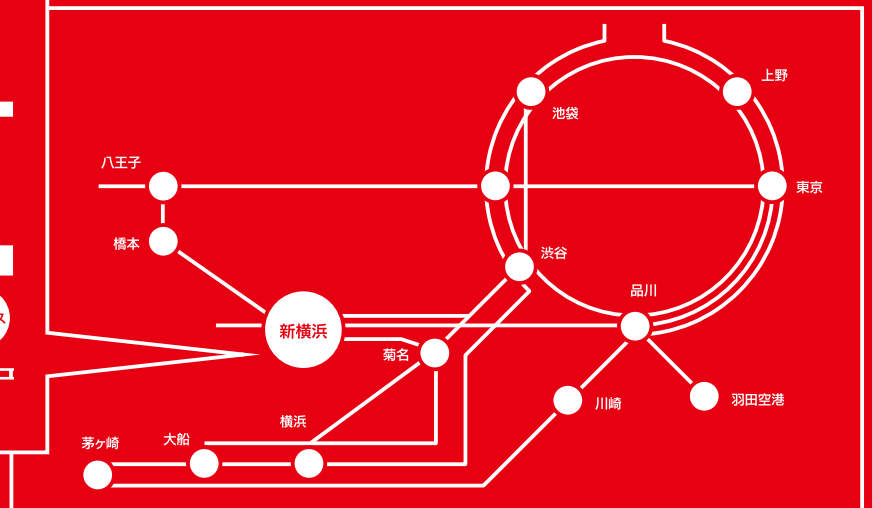 上野
池袋
八王子
東京
橋本
渋谷
品川
新横浜
ス
菊名
羽田空港
川崎
横浜
大船
茅ヶ崎